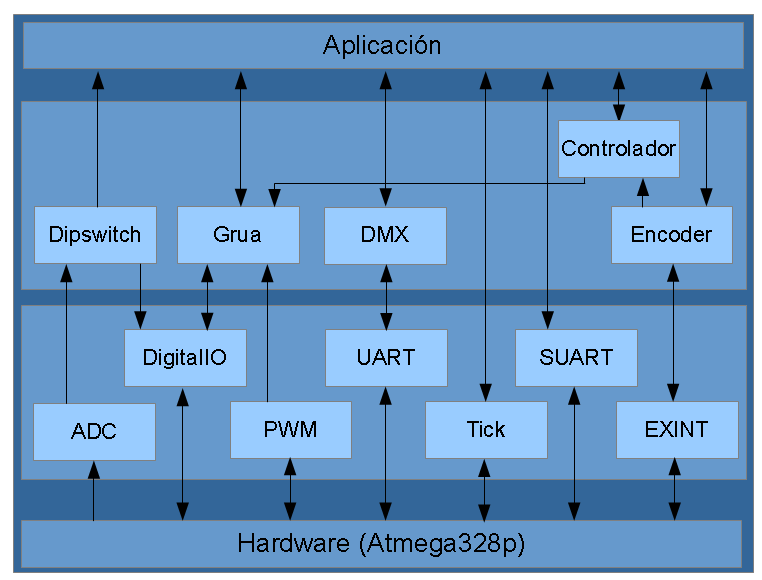 Aplicación
Controlador
Dipswitch
Grua
DMX
Encoder
DigitalIO
UART
SUART
ADC
PWM
Tick
EXINT
Hardware (Atmega328p)